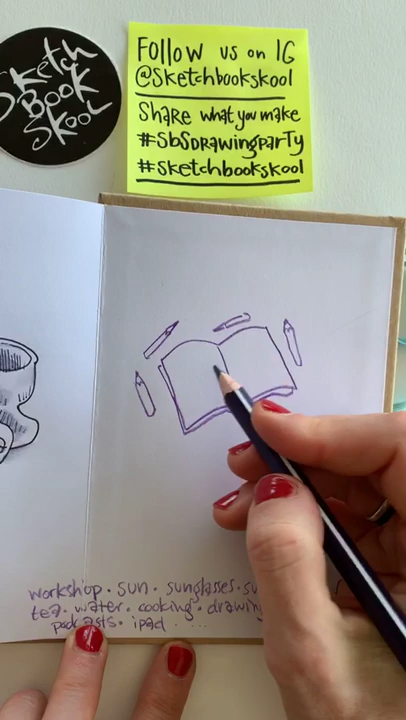 Sketch
Book
Skool
Follow us on IG
@Sketchbookskool
Share what you make
#SbSDrawingParTy
#Sketchbookskool
workshop. sun. sunglasses.
tea. water. cooking. drawing
podcasts. ipad .....